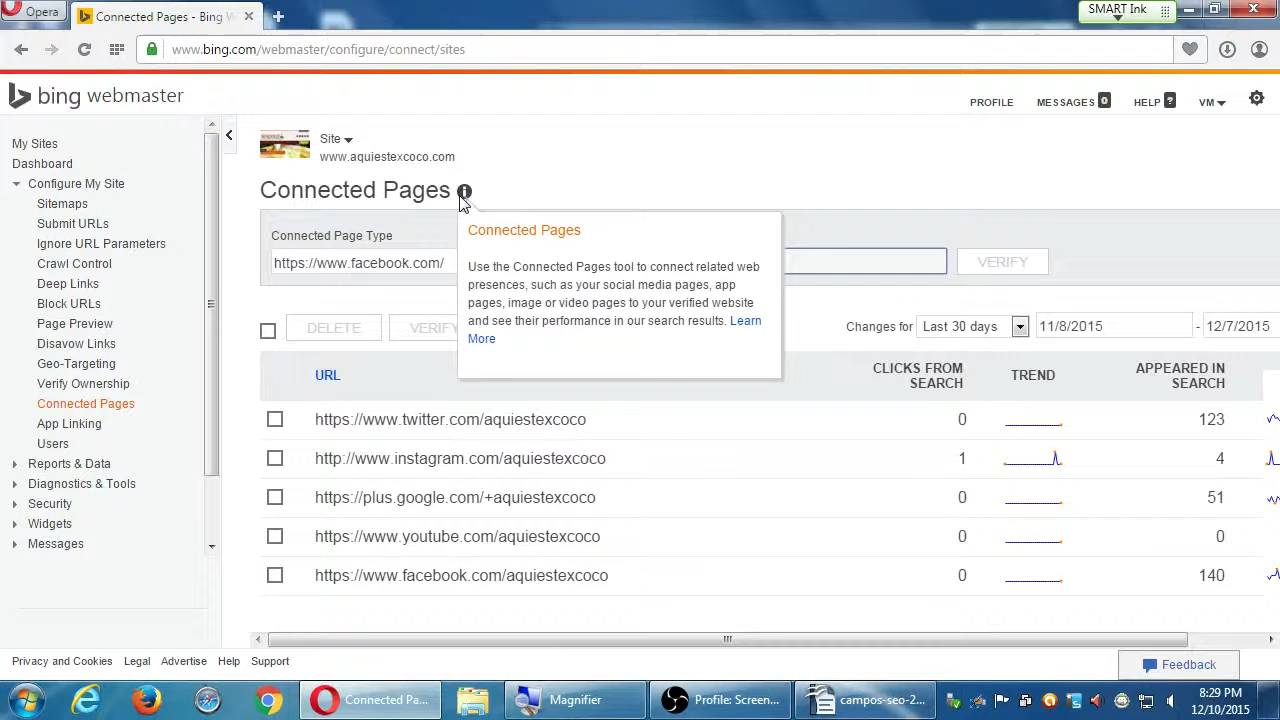 Opera
Connected Pages - Bing W
SMART Ink
www.bing.com/webmaster/configure/connect/sites
bing webmaster
PROFILE
MESSAGES 0
HELP ?
VM
My Sites
Dashboard
Configure My Site
Sitemaps
Submit URLs
Ignore URL Parameters
Crawl Control
Deep Links
Block URLs
Page Preview
Disavow Links
Geo-Targeting
Verify Ownership
Connected Pages
App Linking
Users
Reports & Data
Diagnostics & Tools
Security
Widgets
Messages
Site
www.aquiestexcoco.com
Connected Pages
Connected Page Type
https://www.facebook.com/
VERIFY
Connected Pages
Use the Connected Pages tool to connect related web
presences, such as your social media pages, app
pages, image or video pages to your verified website
and see their performance in our search results. Learn
More
DELETE
VERIFY
Changes for Last 30 days 11/8/2015 - 12/7/2015
URL
CLICKS FROM
SEARCH
TREND
APPEARED IN
SEARCH
https://www.twitter.com/aquiestexcoco 0 123
http://www.instagram.com/aquiestexcoco 1 4
https://plus.google.com/+aquiestexcoco 0 51
https://www.youtube.com/aquiestexcoco 0 0
https://www.facebook.com/aquiestexcoco 0 140
Privacy and Cookies Legal Advertise Help Support
Feedback
Connected Pa...
Magnifier
Profile: Screen...
campos-seo-2...
8:29 PM
12/10/2015